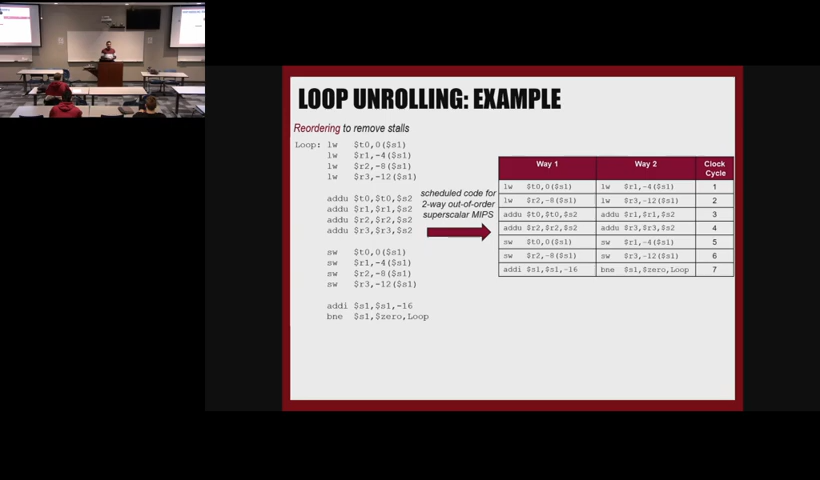 LOOP UNROLLING: EXAMPLE
Reordering to remove stalls
Loop: lw $t0,0($s1)
lw $r1,-4($s1)
lw $r2,-8($s1)
lw $r3,-12($s1)
addu $t0,$t0,$s2
addu $r1,$r1,$s2
addu $r2,$r2,$s2
addu $r3,$r3,$s2
sw $t0,0($s1)
sw $r1,-4($s1)
sw $r2,-8($s1)
sw $r3,-12($s1)
addi $s1,$s1,-16
bne $s1,$zero,Loop
scheduled code for
2-way out-of-order
superscalar MIPS
Way 1 Way 2 Clock Cycle
lw $t0,0($s1) lw $r1,-4($s1) 1
lw $r2,-8($s1) lw $r3,-12($s1) 2
addu $t0,$t0,$s2 addu $r1,$r1,$s2 3
addu $r2,$r2,$s2 addu $r3,$r3,$s2 4
sw $t0,0($s1) sw $r1,-4($s1) 5
sw $r2,-8($s1) sw $r3,-12($s1) 6
addi $s1,$s1,-16 bne $s1,$zero,Loop 7